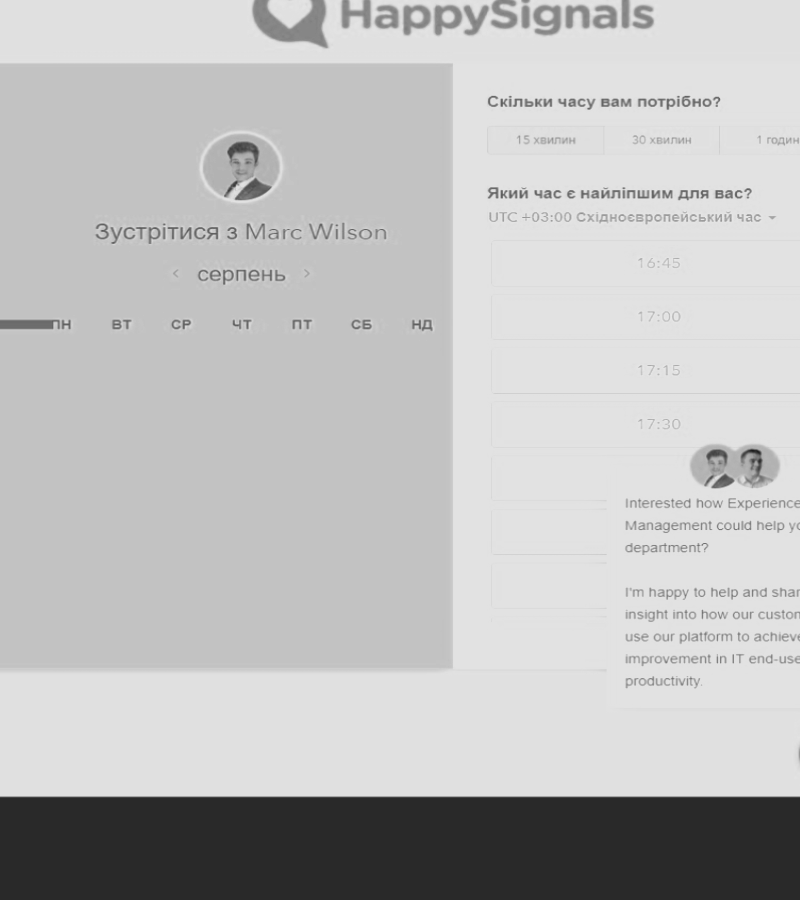 HappySignals
Зустрітися з Marc Wilson
серпень
ПН ВТ СР ЧТ ПТ СБ НД
Скільки часу вам потрібно?
15 хвилин 30 хвилин 1 годин
Який час є найліпшим для вас?
UTC +03:00 Східноєвропейський час
16:45
17:00
17:15
17:30
Interested how Experience
Management could help yo
department?
I'm happy to help and shar
insight into how our custom
use our platform to achieve
improvement in IT end-use
productivity.